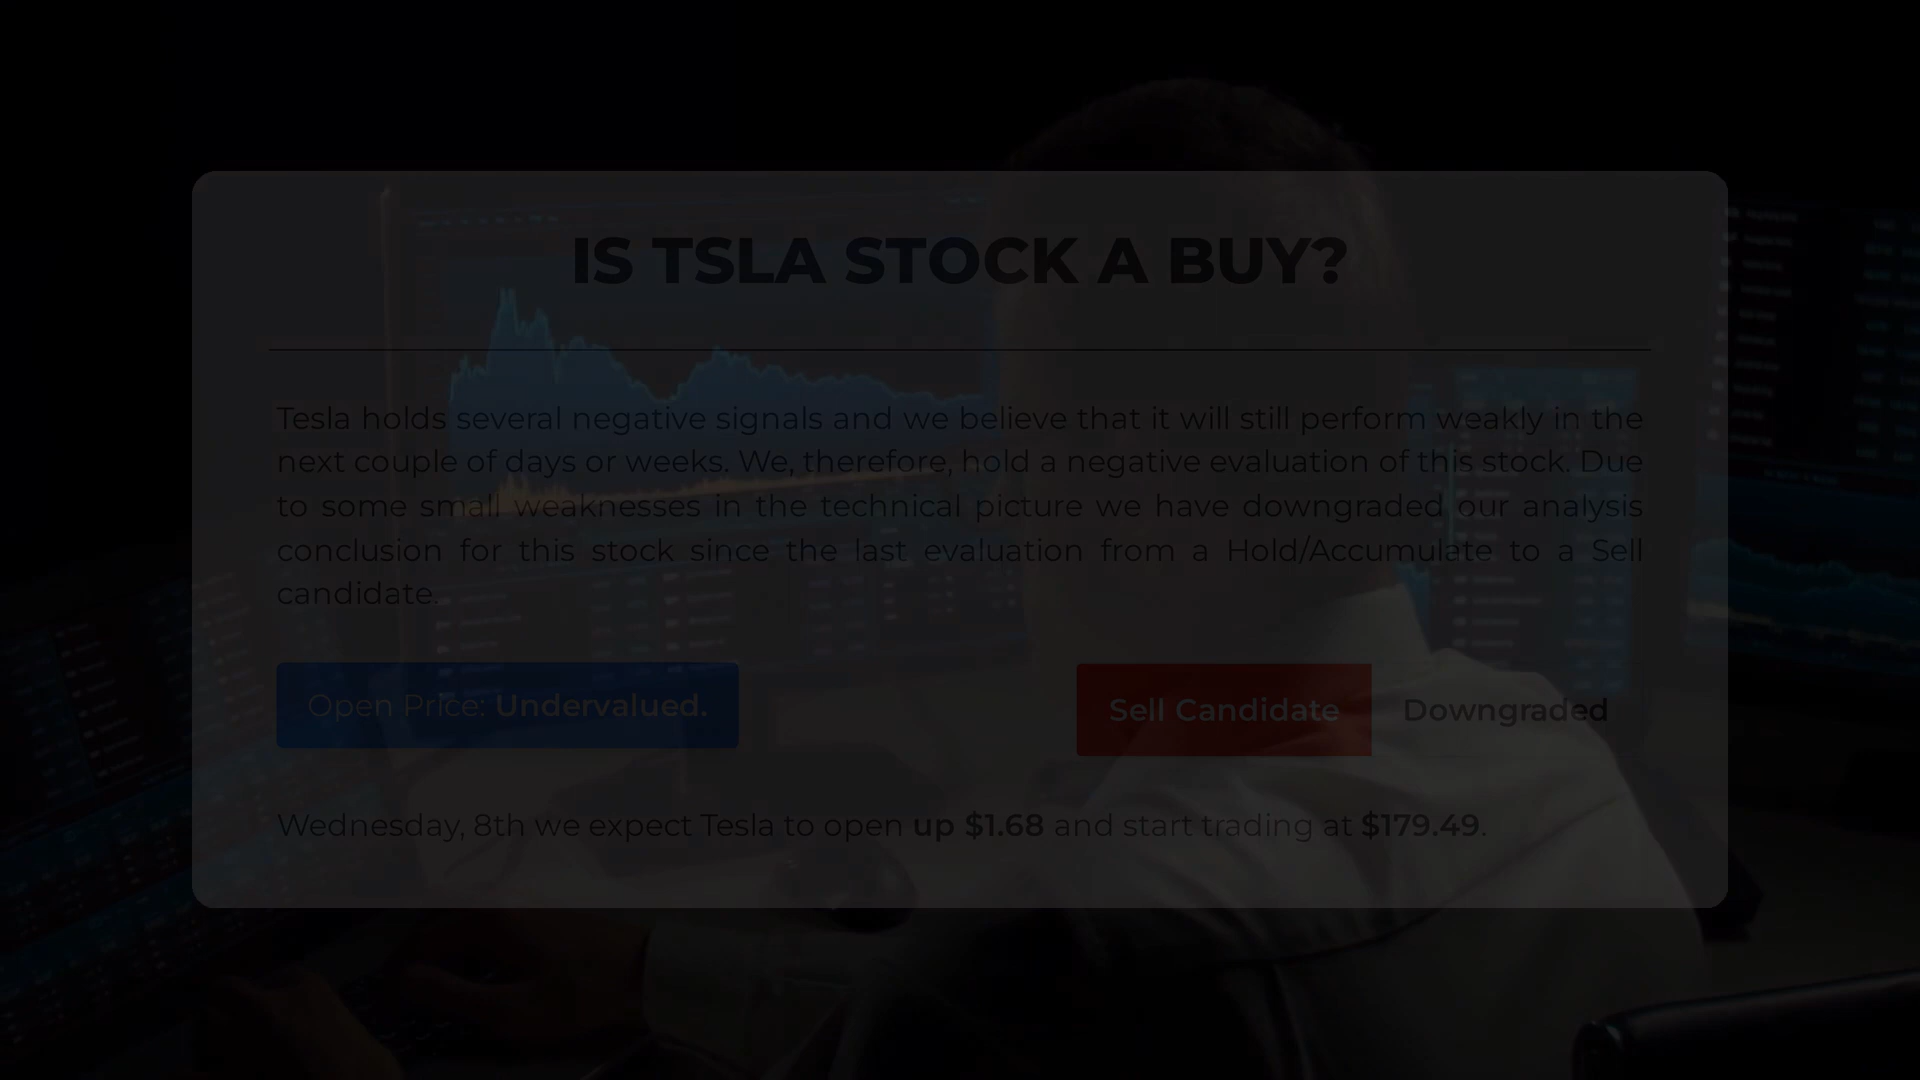 IS TSLA STOCK A BUY?
Tesla holds several negative signals and we believe that it will still perform weakly in the
next couple of days or weeks. We, therefore, hold a negative evaluation of this stock. Due
to some small weaknesses in the technical picture we have downgraded our analysis
conclusion for this stock since the last evaluation from a Hold/Accumulate to a Sell
candidate.
Open Price: Undervalued.
Sell Candidate
Downgraded
Wednesday, 8th we expect Tesla to open up $1.68 and start trading at $179.49.